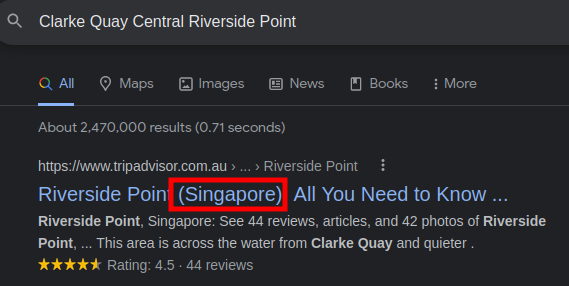 Clarke Quay Central Riverside Point
All Maps Images News Books More
About 2,470,000 results (0.71 seconds)
https://www.tripadvisor.com.au › ... › Riverside Point
Riverside Point (Singapore) All You Need to Know ...
Riverside Point, Singapore: See 44 reviews, articles, and 42 photos of Riverside
Point, ... This area is across the water from Clarke Quay and quieter .
Rating: 4.5 · 44 reviews